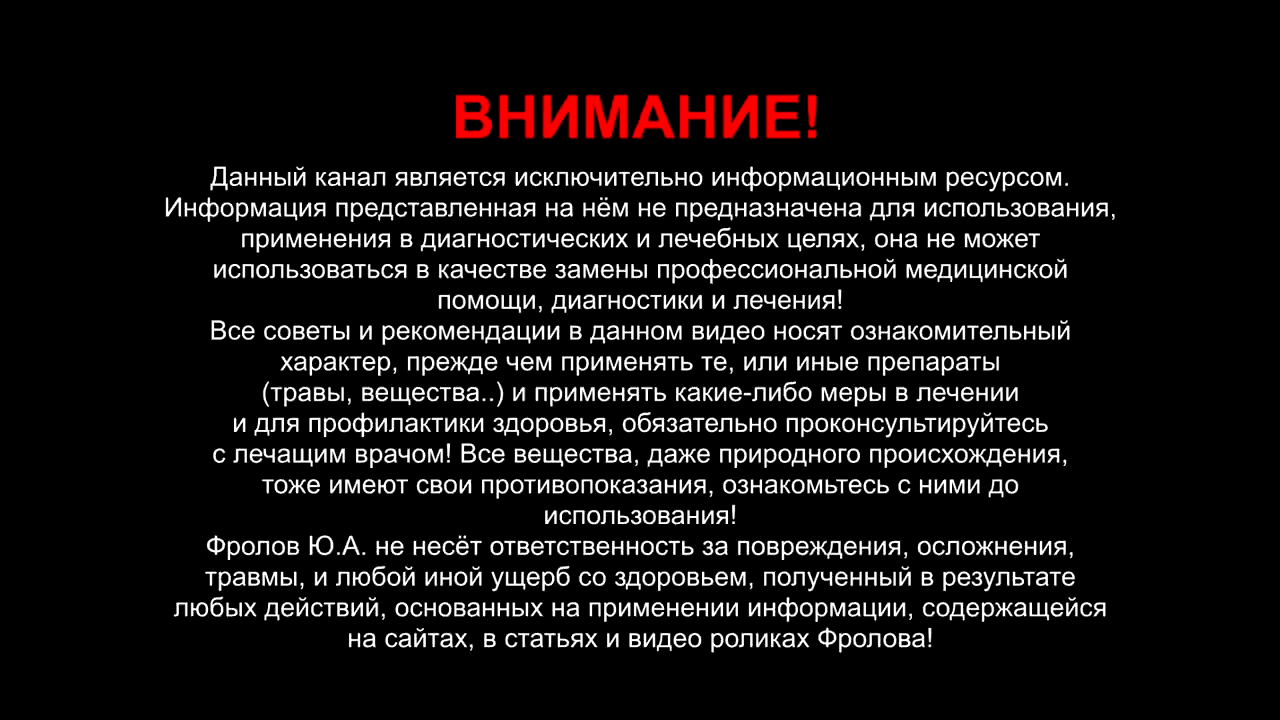 ВНИМАНИЕ!
Данный канал является исключительно информационным ресурсом.
Информация представленная на нём не предназначена для использования,
применения в диагностических и лечебных целях, она не может
использоваться в качестве замены профессиональной медицинской
помощи, диагностики и лечения!
Все советы и рекомендации в данном видео носят ознакомительный
характер, прежде чем применять те, или иные препараты
(травы, вещества..) и применять какие-либо меры в лечении
и для профилактики здоровья, обязательно проконсультируйтесь
с лечащим врачом! Все вещества, даже природного происхождения,
тоже имеют свои противопоказания, ознакомьтесь с ними до
использования!
Фролов Ю.А. не несёт ответственность за повреждения, осложнения,
травмы, и любой иной ущерб со здоровьем, полученный в результате
любых действий, основанных на применении информации, содержащейся
на сайтах, в статьях и видео роликах Фролова!